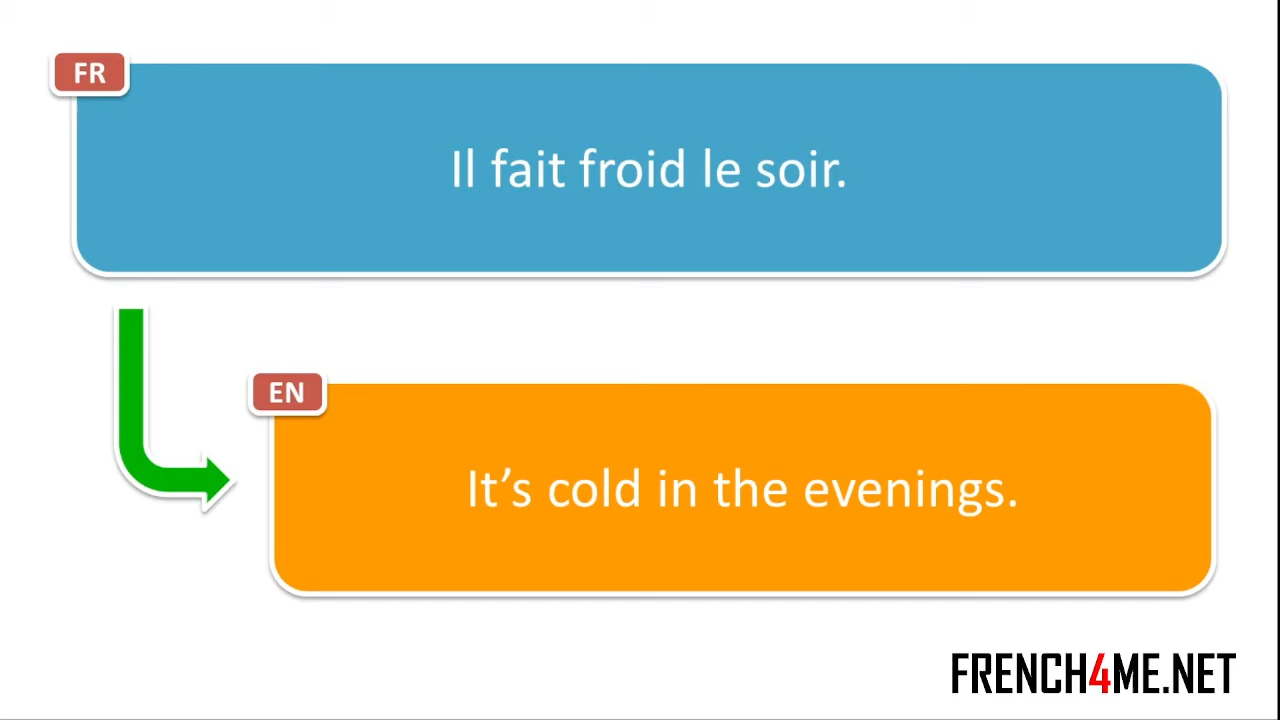 FR
Il fait froid le soir.
EN
It’s cold in the evenings.
FRENCH4ME.NET